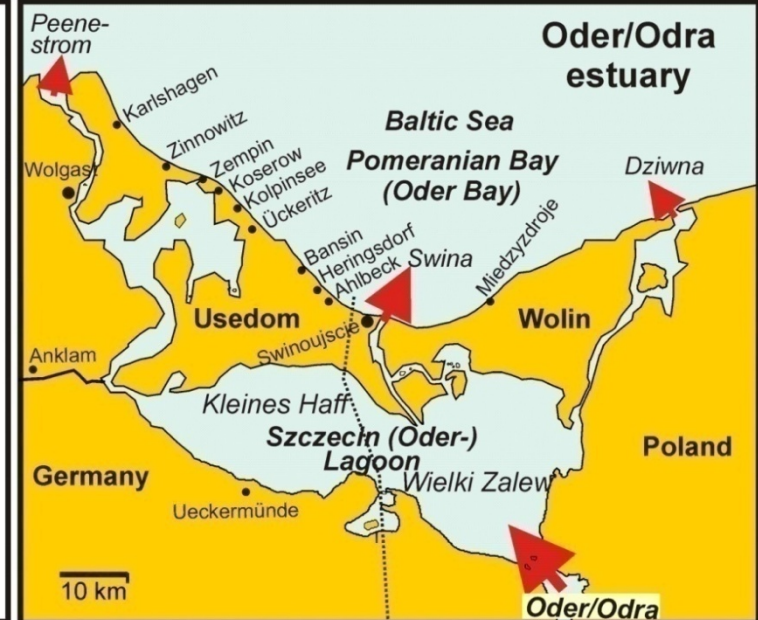 Peene-
strom
Oder/Odra
estuary
Karlshagen
Zinnowitz
Zempin
Koserow
Kolpinsee
Ückeritz
Baltic Sea
Pomeranian Bay
(Oder Bay)
Dziwna
Wolgast
Bansin
Heringsdorf
Ahlbeck
Swina
Miedzyzdroje
Usedom
Wolin
Swinoujscie
Anklam
Kleines Haff
Szczecin (Oder-)
Lagoon
Wielki Zalew
Poland
Germany
Ueckermünde
10 km
Oder/Odra